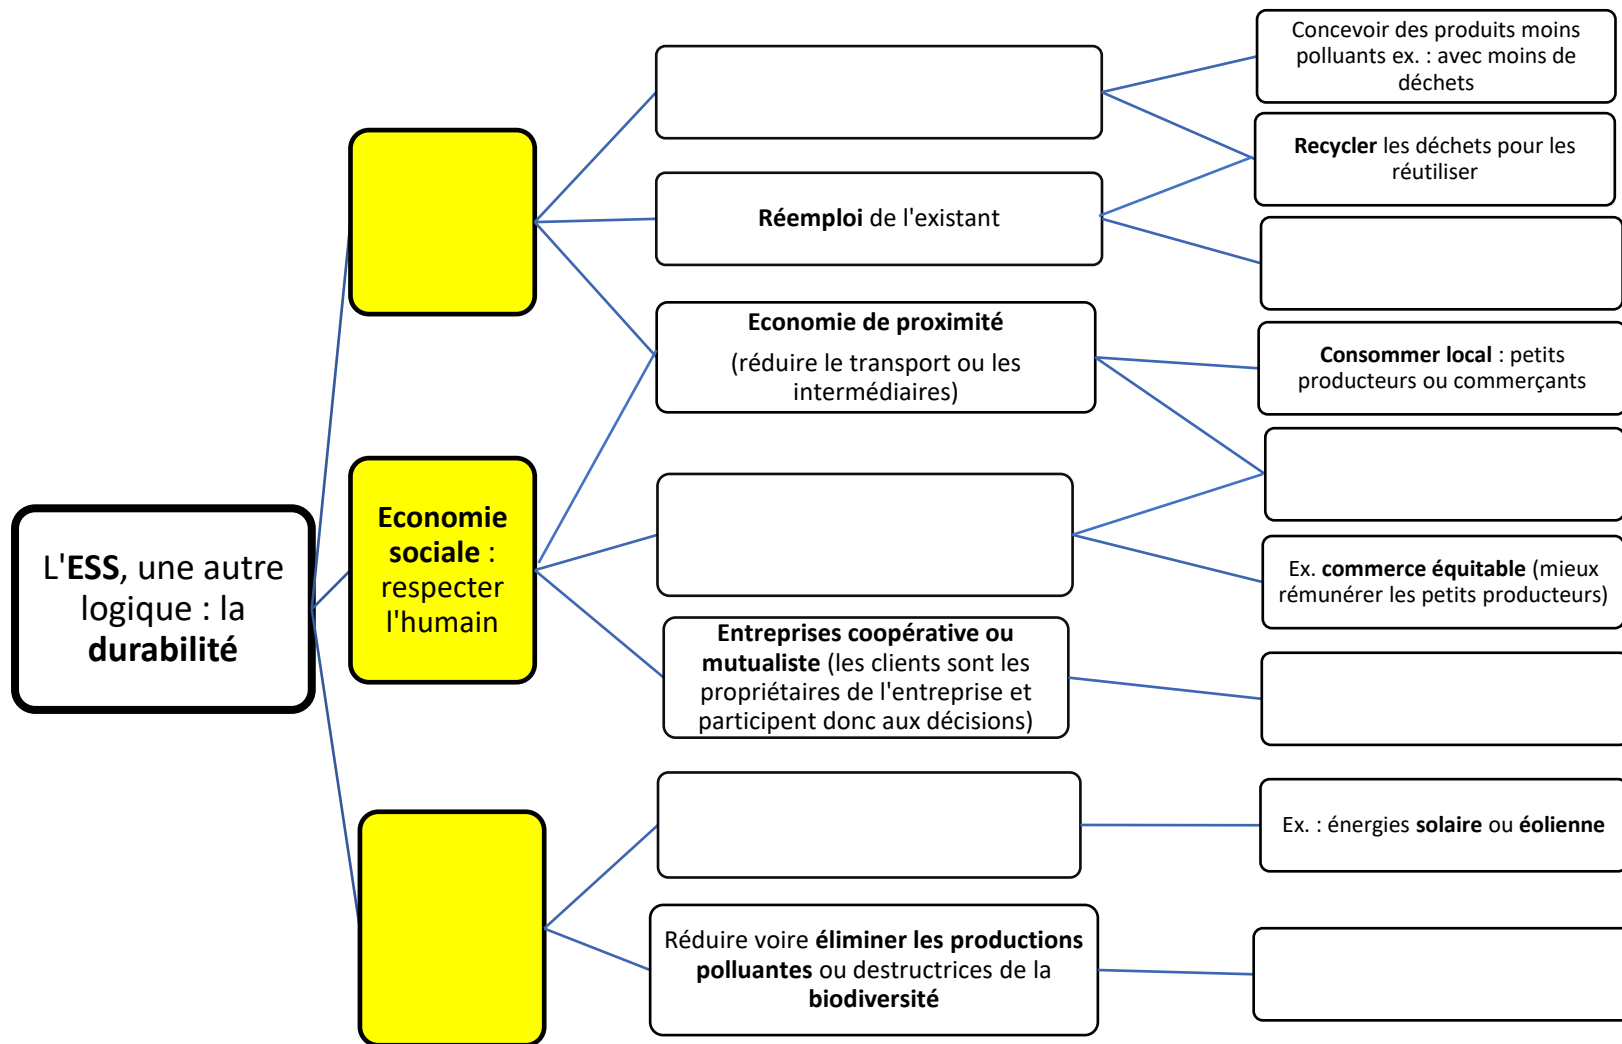 L'ESS, une autre
logique : la
durabilité
Economie
sociale :
respecter
l'humain
Réemploi de l'existant
Economie de proximité
(réduire le transport ou les
intermédiaires)
Entreprises coopérative ou
mutualiste (les clients sont les
propriétaires de l'entreprise et
participent donc aux décisions)
Réduire voire éliminer les productions
polluantes ou destructrices de la
biodiversité
Concevoir des produits moins
polluants ex. : avec moins de
déchets
Recycler les déchets pour les
réutiliser
Consommer local : petits
producteurs ou commerçants
Ex. commerce équitable (mieux
rémunérer les petits producteurs)
Ex. : énergies solaire ou éolienne